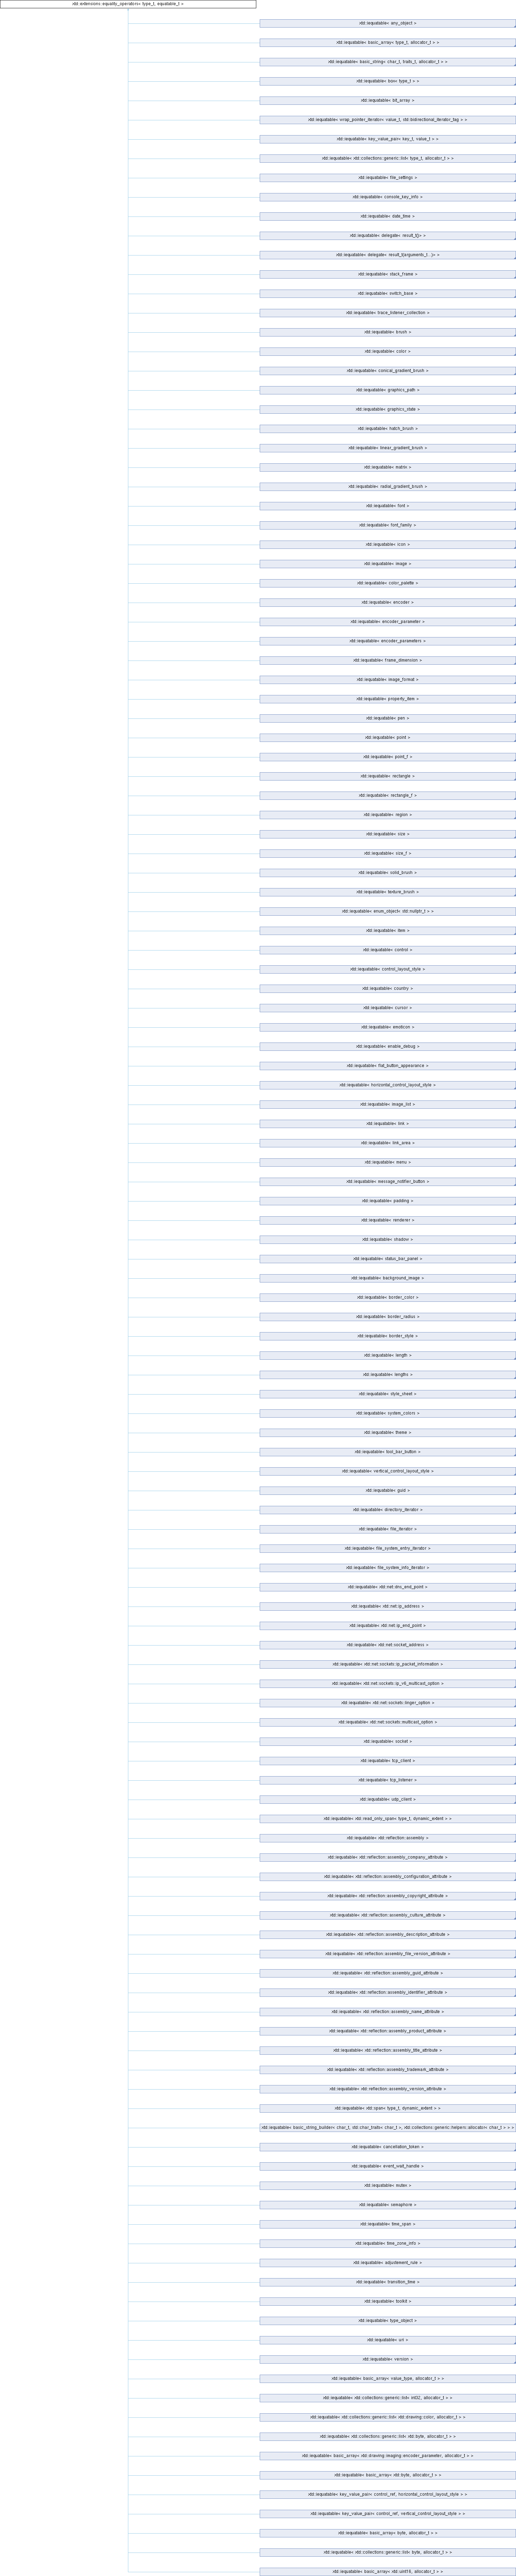 xtd::extensions::equality_operators< type_t, equatable_t >
xtd::iequatable< any_object >
xtd::iequatable< basic_array< type_t, allocator_t > >
xtd::iequatable< basic_string< char_t, traits_t, allocator_t > >
xtd::iequatable< box< type_t > >
xtd::iequatable< bit_array >
xtd::iequatable< wrap_pointer_iterator< value_t, std::bidirectional_iterator_tag > >
xtd::iequatable< key_value_pair< key_t, value_t > >
xtd::iequatable< xtd::collections::generic::list< type_t, allocator_t > >
xtd::iequatable< file_settings >
xtd::iequatable< console_key_info >
xtd::iequatable< date_time >
xtd::iequatable< delegate< result_t()> >
xtd::iequatable< delegate< result_t(arguments_t...)> >
xtd::iequatable< stack_frame >
xtd::iequatable< switch_base >
xtd::iequatable< trace_listener_collection >
xtd::iequatable< brush >
xtd::iequatable< color >
xtd::iequatable< conical_gradient_brush >
xtd::iequatable< graphics_path >
xtd::iequatable< graphics_state >
xtd::iequatable< hatch_brush >
xtd::iequatable< linear_gradient_brush >
xtd::iequatable< matrix >
xtd::iequatable< radial_gradient_brush >
xtd::iequatable< font >
xtd::iequatable< font_family >
xtd::iequatable< icon >
xtd::iequatable< image >
xtd::iequatable< color_palette >
xtd::iequatable< encoder >
xtd::iequatable< encoder_parameter >
xtd::iequatable< encoder_parameters >
xtd::iequatable< frame_dimension >
xtd::iequatable< image_format >
xtd::iequatable< property_item >
xtd::iequatable< pen >
xtd::iequatable< point >
xtd::iequatable< point_f >
xtd::iequatable< rectangle >
xtd::iequatable< rectangle_f >
xtd::iequatable< region >
xtd::iequatable< size >
xtd::iequatable< size_f >
xtd::iequatable< solid_brush >
xtd::iequatable< texture_brush >
xtd::iequatable< enum_object< std::nullptr_t > >
xtd::iequatable< item >
xtd::iequatable< control >
xtd::iequatable< control_layout_style >
xtd::iequatable< country >
xtd::iequatable< cursor >
xtd::iequatable< emoticon >
xtd::iequatable< enable_debug >
xtd::iequatable< flat_button_appearance >
xtd::iequatable< horizontal_control_layout_style >
xtd::iequatable< image_list >
xtd::iequatable< link >
xtd::iequatable< link_area >
xtd::iequatable< menu >
xtd::iequatable< message_notifier_button >
xtd::iequatable< padding >
xtd::iequatable< renderer >
xtd::iequatable< shadow >
xtd::iequatable< status_bar_panel >
xtd::iequatable< background_image >
xtd::iequatable< border_color >
xtd::iequatable< border_radius >
xtd::iequatable< border_style >
xtd::iequatable< length >
xtd::iequatable< lengths >
xtd::iequatable< style_sheet >
xtd::iequatable< system_colors >
xtd::iequatable< theme >
xtd::iequatable< tool_bar_button >
xtd::iequatable< vertical_control_layout_style >
xtd::iequatable< guid >
xtd::iequatable< directory_iterator >
xtd::iequatable< file_iterator >
xtd::iequatable< file_system_entry_iterator >
xtd::iequatable< file_system_info_iterator >
xtd::iequatable< xtd::net::dns_end_point >
xtd::iequatable< xtd::net::ip_address >
xtd::iequatable< xtd::net::ip_end_point >
xtd::iequatable< xtd::net::socket_address >
xtd::iequatable< xtd::net::sockets::ip_packet_information >
xtd::iequatable< xtd::net::sockets::ip_v6_multicast_option >
xtd::iequatable< xtd::net::sockets::linger_option >
xtd::iequatable< xtd::net::sockets::multicast_option >
xtd::iequatable< socket >
xtd::iequatable< tcp_client >
xtd::iequatable< tcp_listener >
xtd::iequatable< udp_client >
xtd::iequatable< xtd::read_only_span< type_t, dynamic_extent > >
xtd::iequatable< xtd::reflection::assembly >
xtd::iequatable< xtd::reflection::assembly_company_attribute >
xtd::iequatable< xtd::reflection::assembly_configuration_attribute >
xtd::iequatable< xtd::reflection::assembly_copyright_attribute >
xtd::iequatable< xtd::reflection::assembly_culture_attribute >
xtd::iequatable< xtd::reflection::assembly_description_attribute >
xtd::iequatable< xtd::reflection::assembly_file_version_attribute >
xtd::iequatable< xtd::reflection::assembly_guid_attribute >
xtd::iequatable< xtd::reflection::assembly_identifier_attribute >
xtd::iequatable< xtd::reflection::assembly_name_attribute >
xtd::iequatable< xtd::reflection::assembly_product_attribute >
xtd::iequatable< xtd::reflection::assembly_title_attribute >
xtd::iequatable< xtd::reflection::assembly_trademark_attribute >
xtd::iequatable< xtd::reflection::assembly_version_attribute >
xtd::iequatable< xtd::span< type_t, dynamic_extent > >
xtd::iequatable< basic_string_builder< char_t, std::char_traits< char_t >, xtd::collections::generic::helpers::allocator< char_t > > >
xtd::iequatable< cancellation_token >
xtd::iequatable< event_wait_handle >
xtd::iequatable< mutex >
xtd::iequatable< semaphore >
xtd::iequatable< time_span >
xtd::iequatable< time_zone_info >
xtd::iequatable< adjustement_rule >
xtd::iequatable< transition_time >
xtd::iequatable< toolkit >
xtd::iequatable< type_object >
xtd::iequatable< uri >
xtd::iequatable< version >
xtd::iequatable< basic_array< value_type, allocator_t > >
xtd::iequatable< xtd::collections::generic::list< int32, allocator_t > >
xtd::iequatable< xtd::collections::generic::list< xtd::drawing::color, allocator_t > >
xtd::iequatable< xtd::collections::generic::list< xtd::byte, allocator_t > >
xtd::iequatable< basic_array< xtd::drawing::imaging::encoder_parameter, allocator_t > >
xtd::iequatable< basic_array< xtd::byte, allocator_t > >
xtd::iequatable< key_value_pair< control_ref, horizontal_control_layout_style > >
xtd::iequatable< key_value_pair< control_ref, vertical_control_layout_style > >
xtd::iequatable< basic_array< byte, allocator_t > >
xtd::iequatable< xtd::collections::generic::list< byte, allocator_t > >
xtd::iequatable< basic_array< xtd::uint16, allocator_t > >